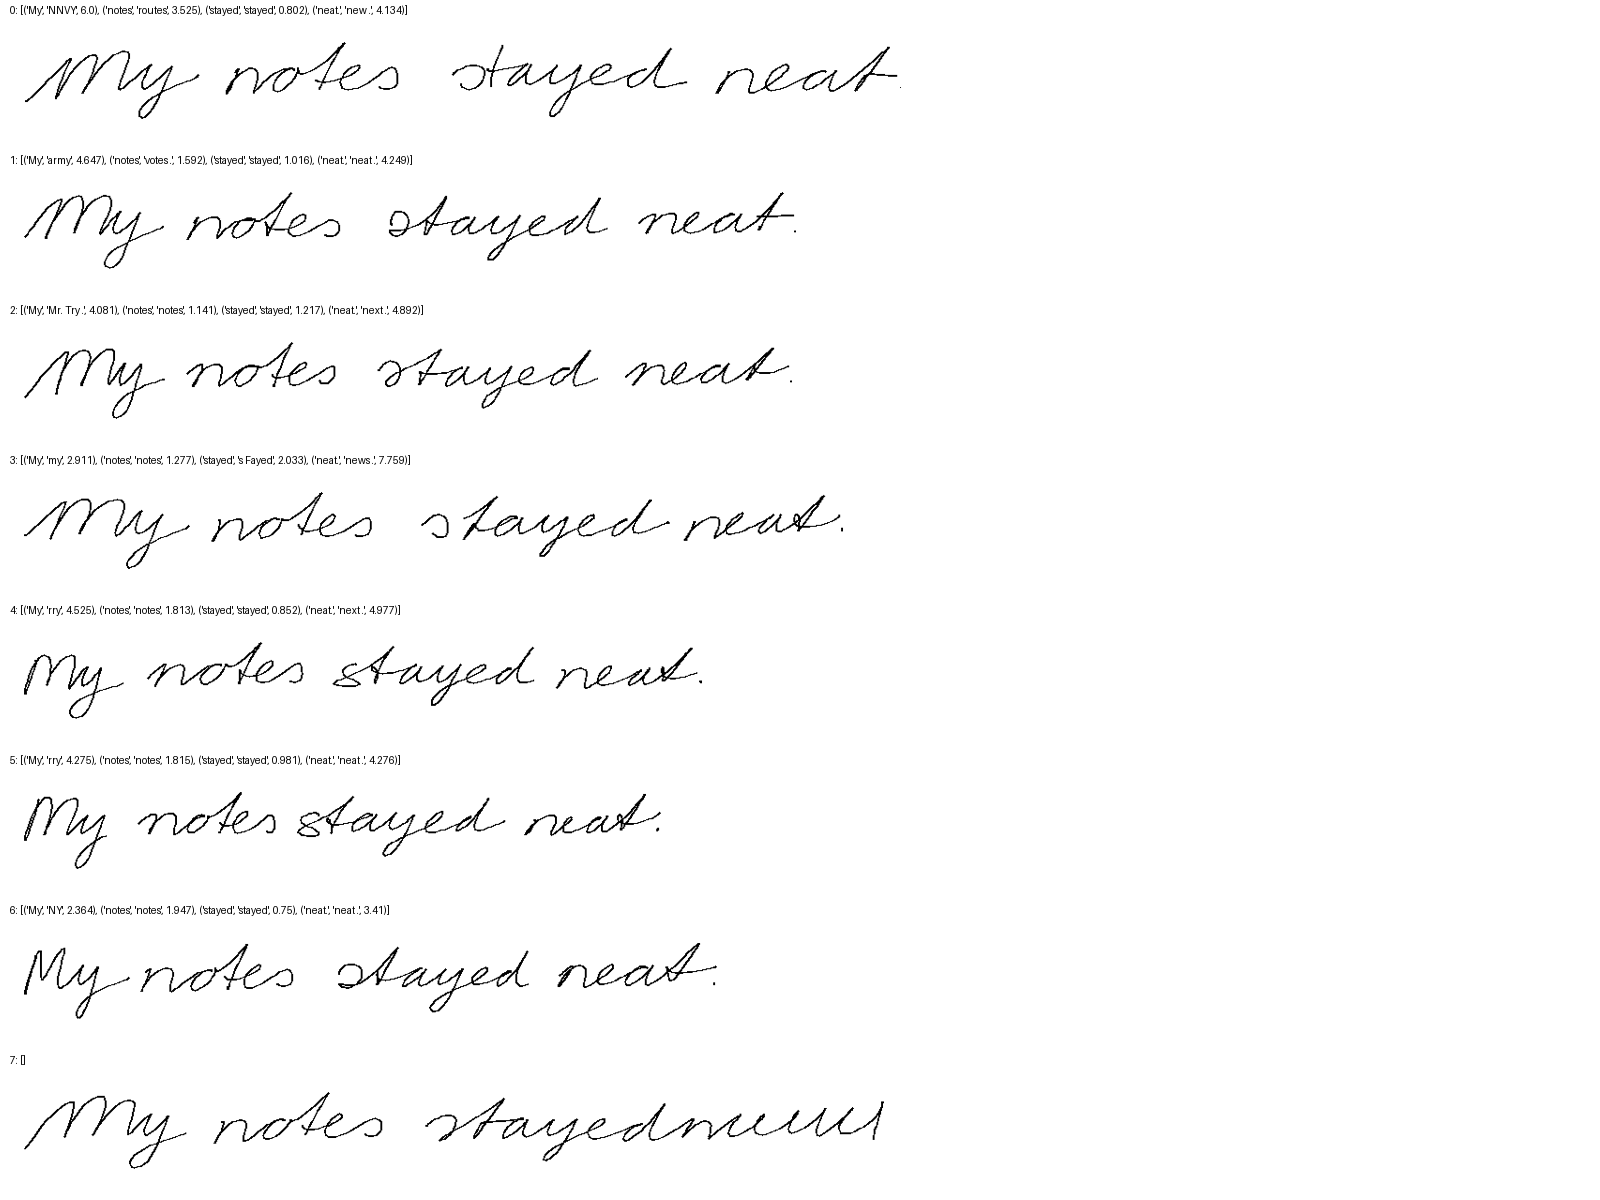 0: [('My', 'NNVY', 6.0), ('notes', 'routes', 3.525), ('stayed', 'stayed', 0.802), ('neat.', 'new .', 4.134)]
My notes stayed neat.
1: [('My', 'army', 4.647), ('notes', 'votes.', 1.592), ('stayed', 'stayed', 1.016), ('neat.', 'neat .', 4.249)]
My notes stayed neat.
2: [('My', 'Mr. Try .', 4.081), ('notes', 'notes', 1.141), ('stayed', 'stayed', 1.217), ('neat.', 'next .', 4.892)]
My notes stayed neat.
3: [('My', 'my', 2.911), ('notes', 'notes', 1.277), ('stayed', 's Fayed', 2.033), ('neat.', 'news .', 7.759)]
My notes stayed neat.
4: [('My', 'rry', 4.525), ('notes', 'notes', 1.813), ('stayed', 'stayed', 0.852), ('neat.', 'next .', 4.977)]
My notes stayed neat.
5: [('My', 'rry', 4.275), ('notes', 'notes', 1.815), ('stayed', 'stayed', 0.981), ('neat.', 'neat .', 4.276)]
My notes stayed neat.
6: [('My', 'NY', 2.364), ('notes', 'notes', 1.947), ('stayed', 'stayed', 0.75), ('neat.', 'neat .', 3.41)]
My notes stayed neat.
7: []
My notes stayed